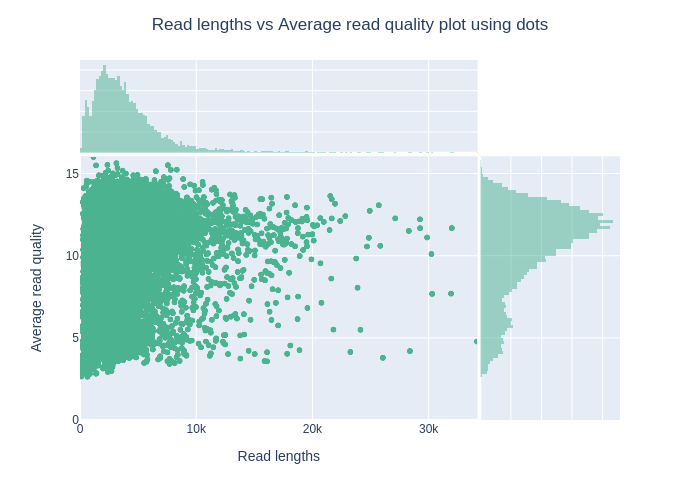 Read lengths vs Average read quality plot using dots
15
10
5
0
0
10k
20k
30k
Average read quality
Read lengths